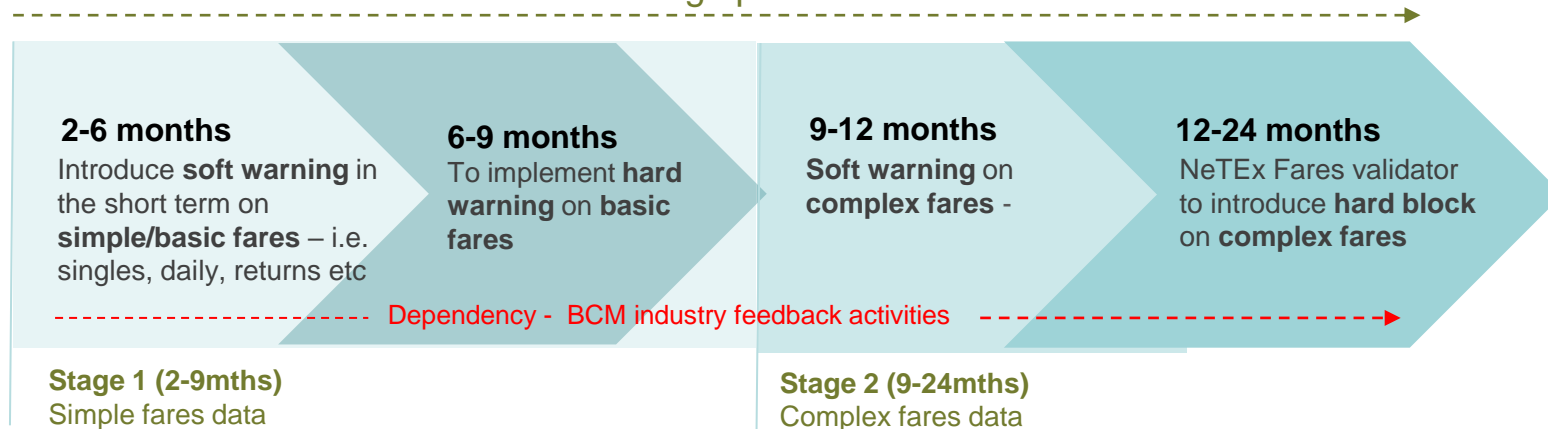 2-6 months
Introduce soft warning in
the short term on
simple/basic fares – i.e.
singles, daily, returns etc
6-9 months
To implement hard
warning on basic
fares
9-12 months
Soft warning on
complex fares -
12-24 months
NeTEx Fares validator
to introduce hard block
on complex fares
Dependency - BCM industry feedback activities
Stage 1 (2-9mths)
Simple fares data
Stage 2 (9-24mths)
Complex fares data